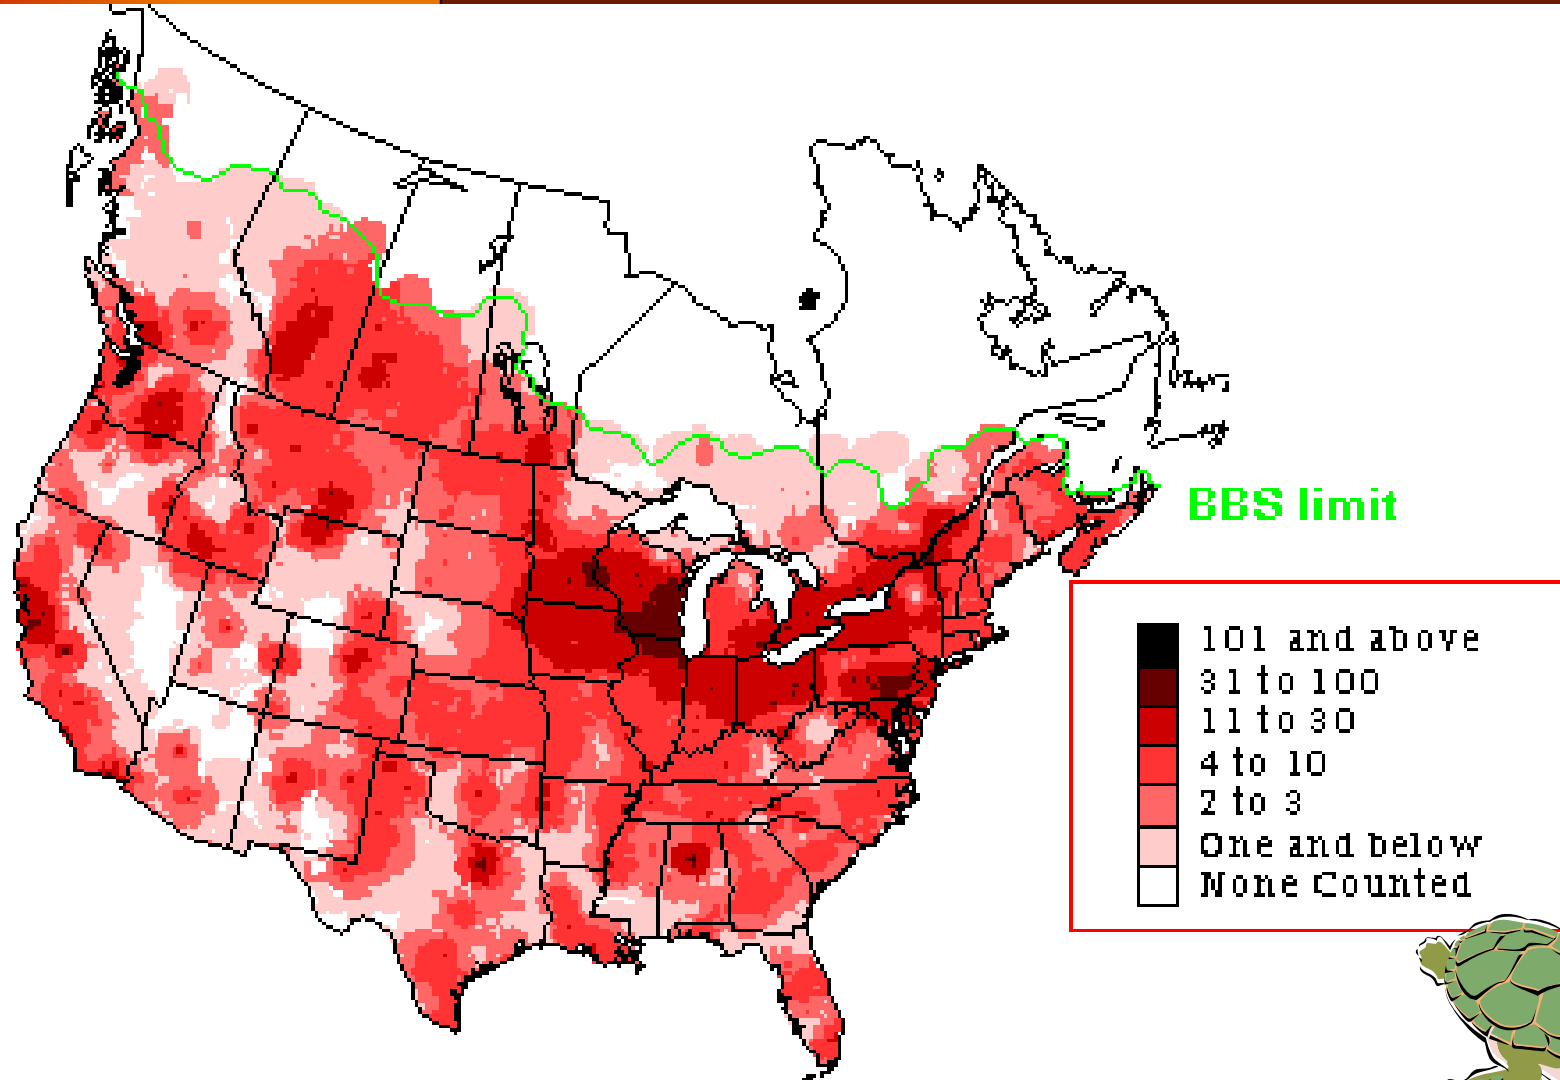 BBS limit
101 and above
31 to 100
11 to 30
4 to 10
2 to 3
One and below
None Counted